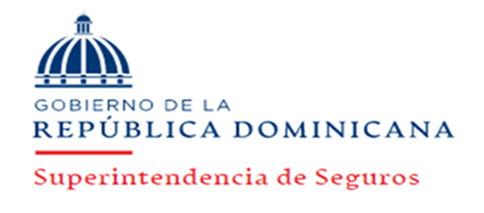 GOBIERNO DE LA
REPÚBLICA DOMINICANA
Superintendencia de Seguros